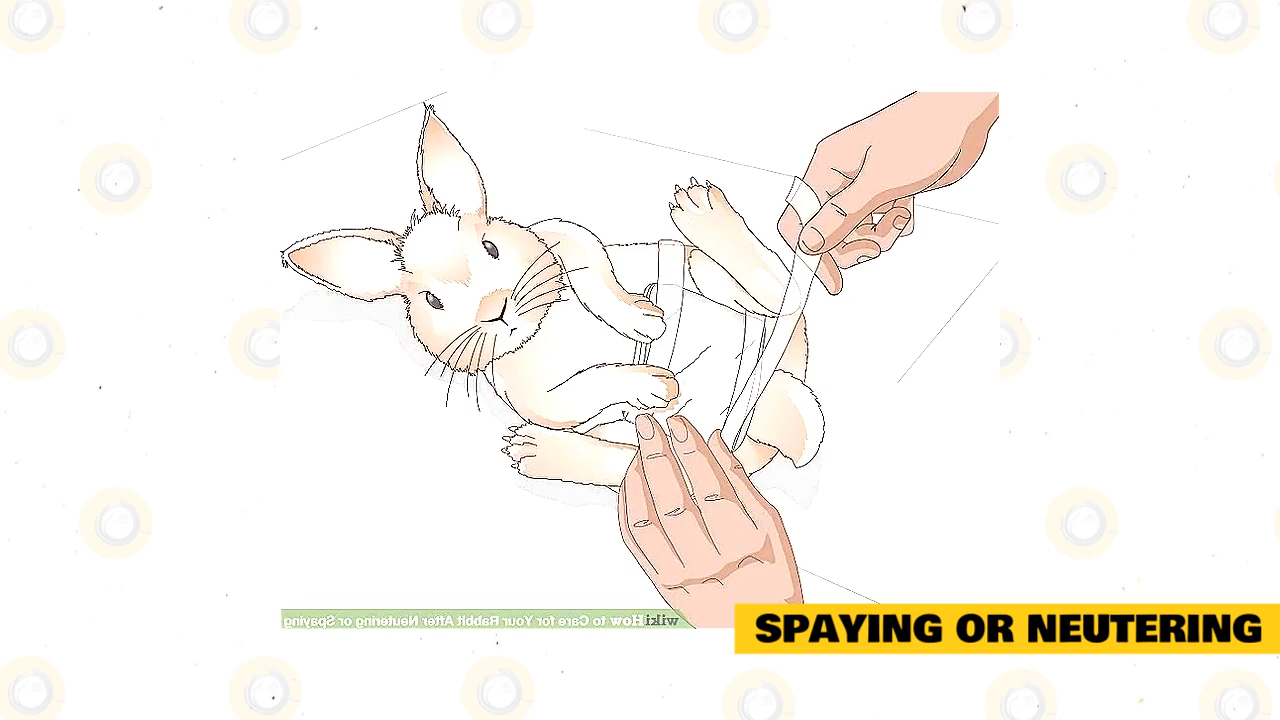 wikiHow to Care for Your Rabbit After Neutering or Spaying
SPAYING OR NEUTERING